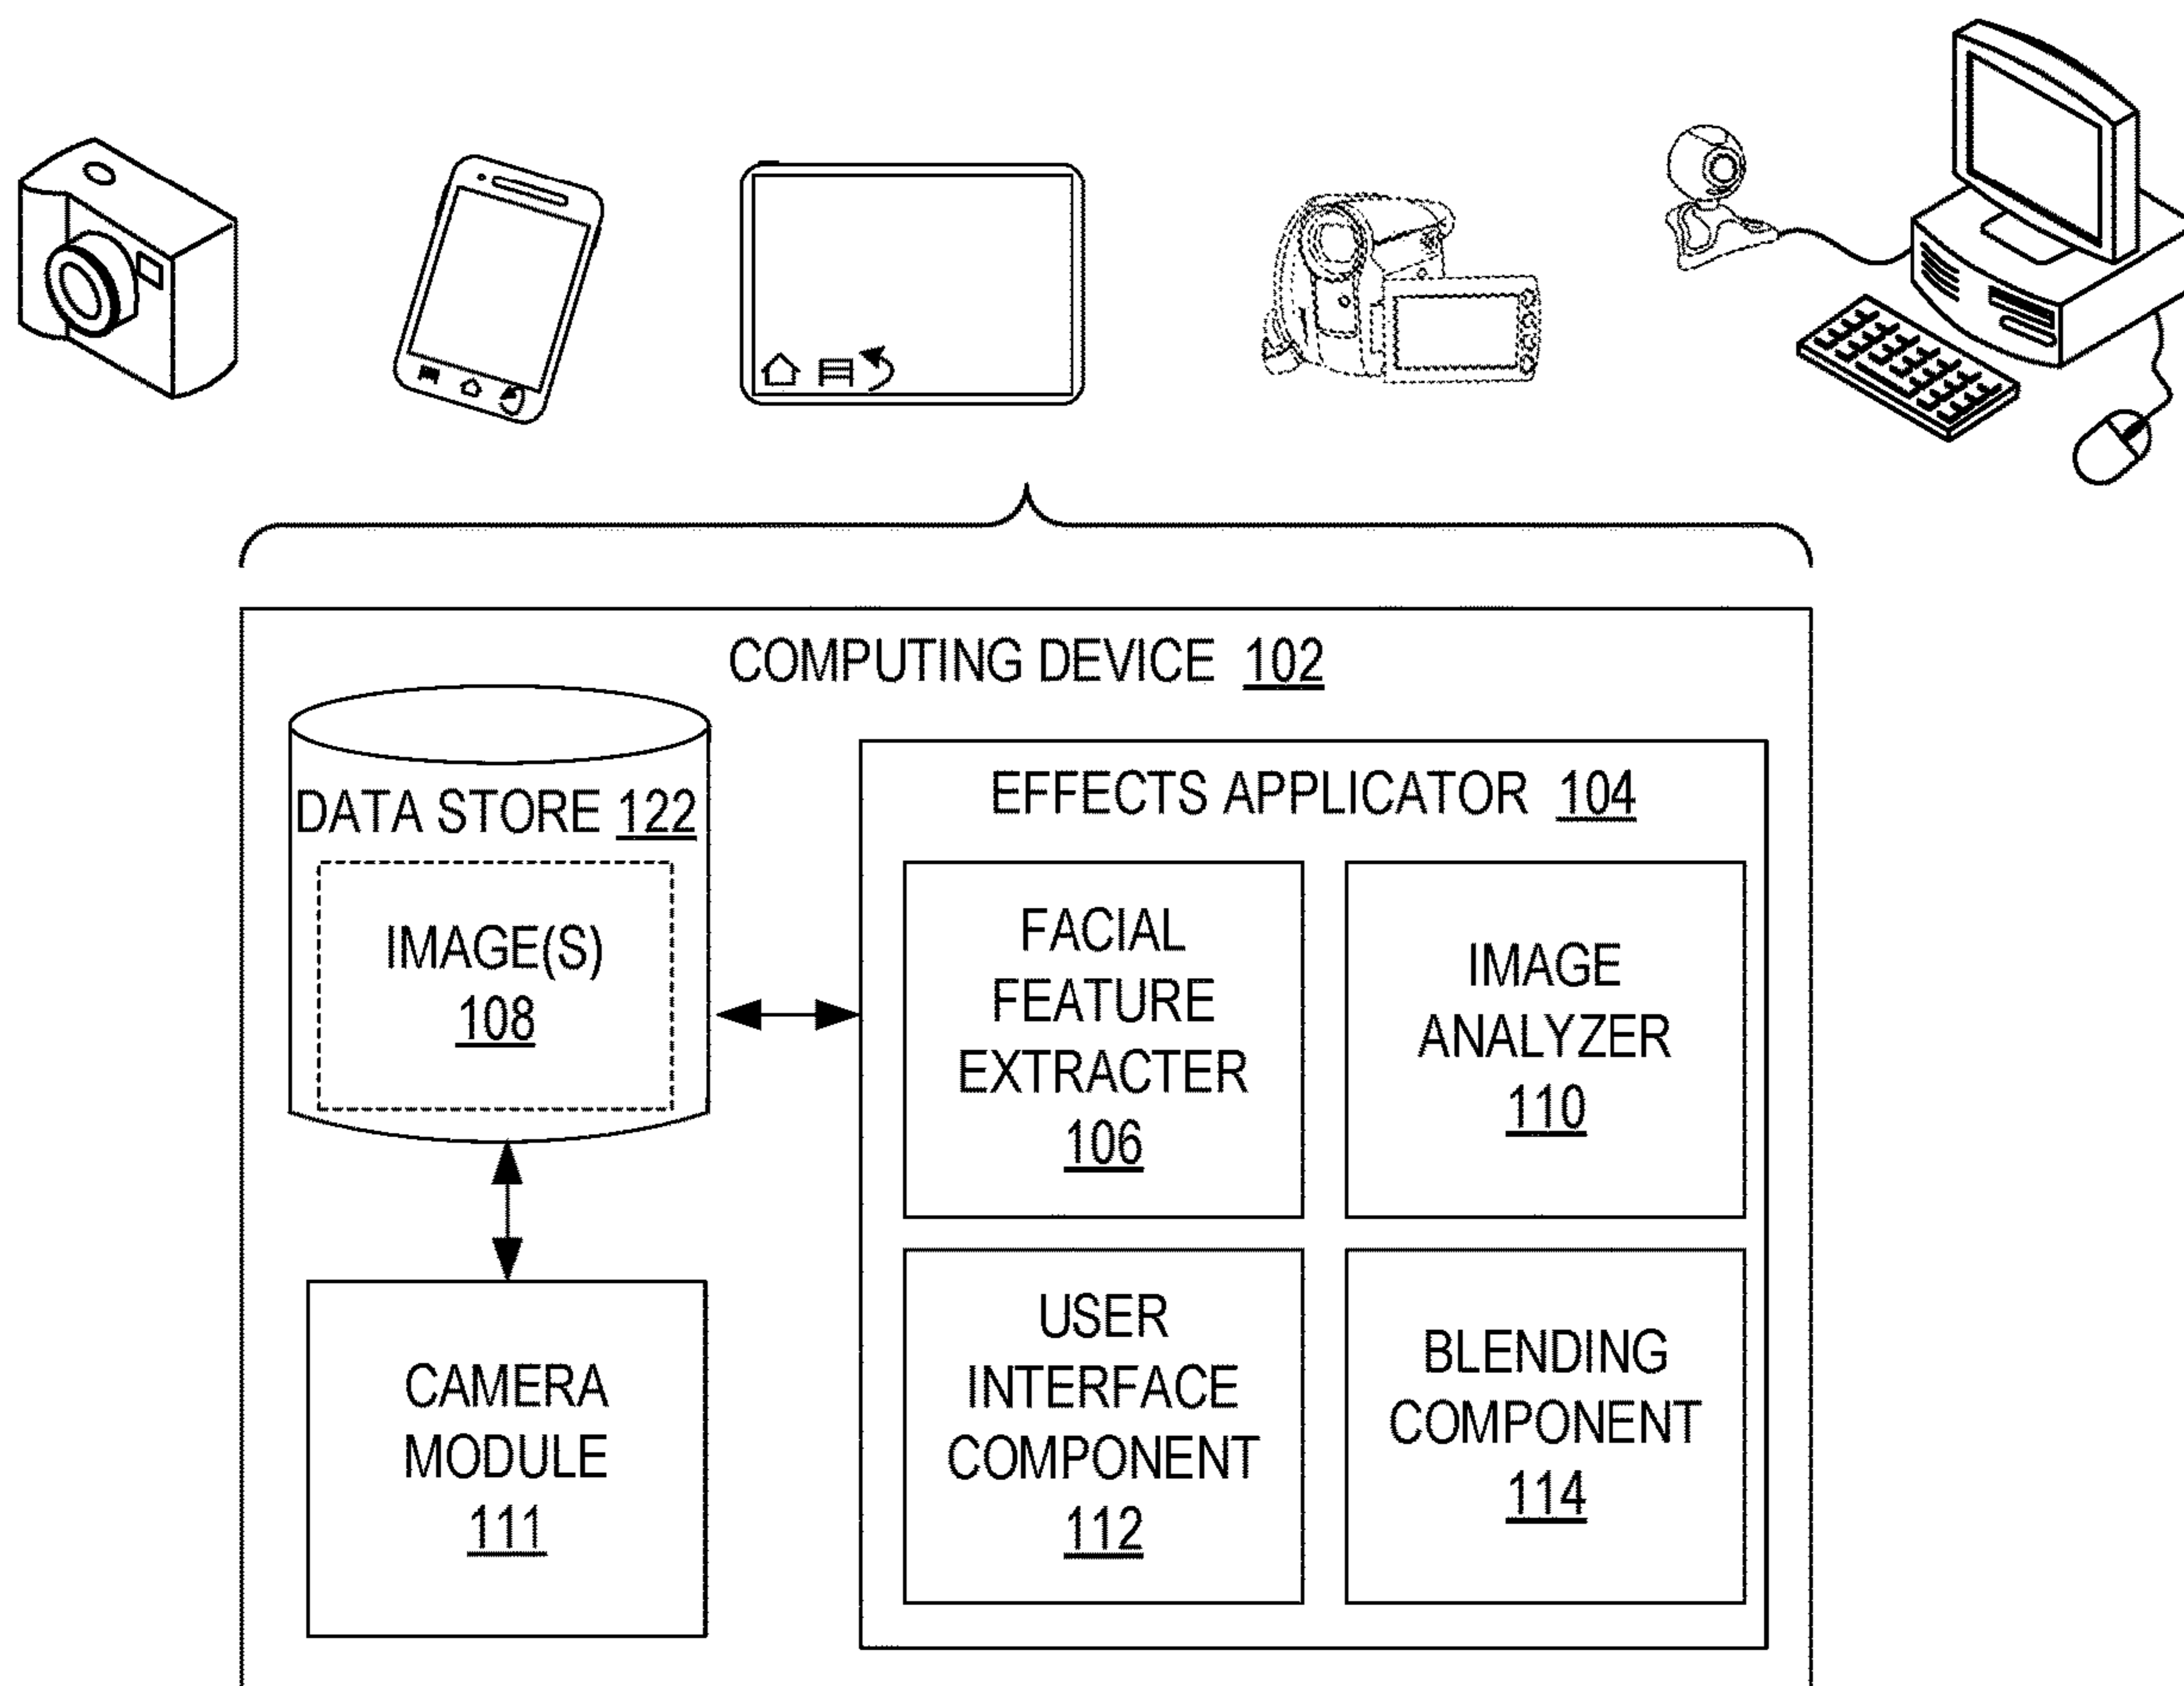 COMPUTING DEVICE 102
DATA STORE 122
IMAGE(S)
108
CAMERA
MODULE
111
EFFECTS APPLICATOR 104
FACIAL
FEATURE
EXTRACTER
106
IMAGE
ANALYZER
110
USER
INTERFACE
COMPONENT
112
BLENDING
COMPONENT
114